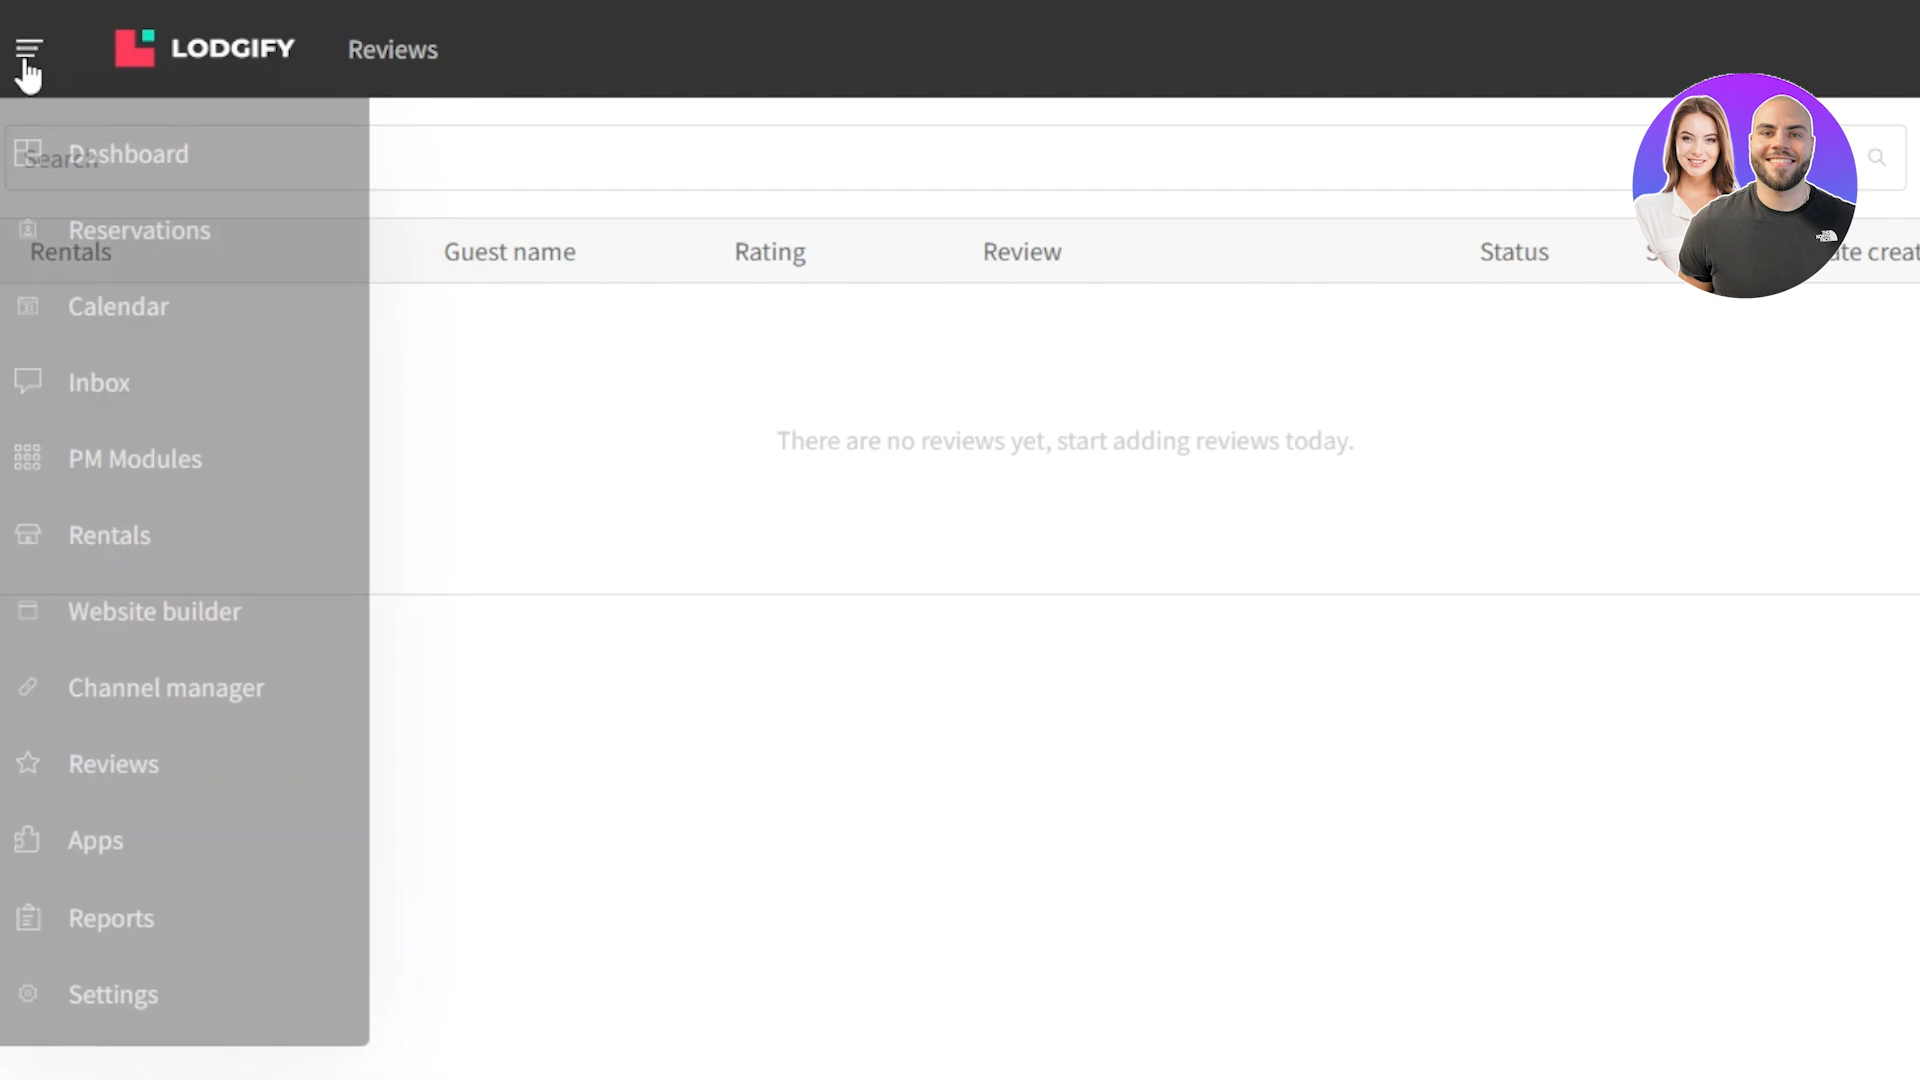 LODGIFY Reviews
Search
Dashboard
Reservations
Rentals Guest name Rating Review Status
Calendar
Inbox
There are no reviews yet, start adding reviews today.
PM Modules
Rentals
Website builder
Channel manager
Reviews
Apps
Reports
Settings